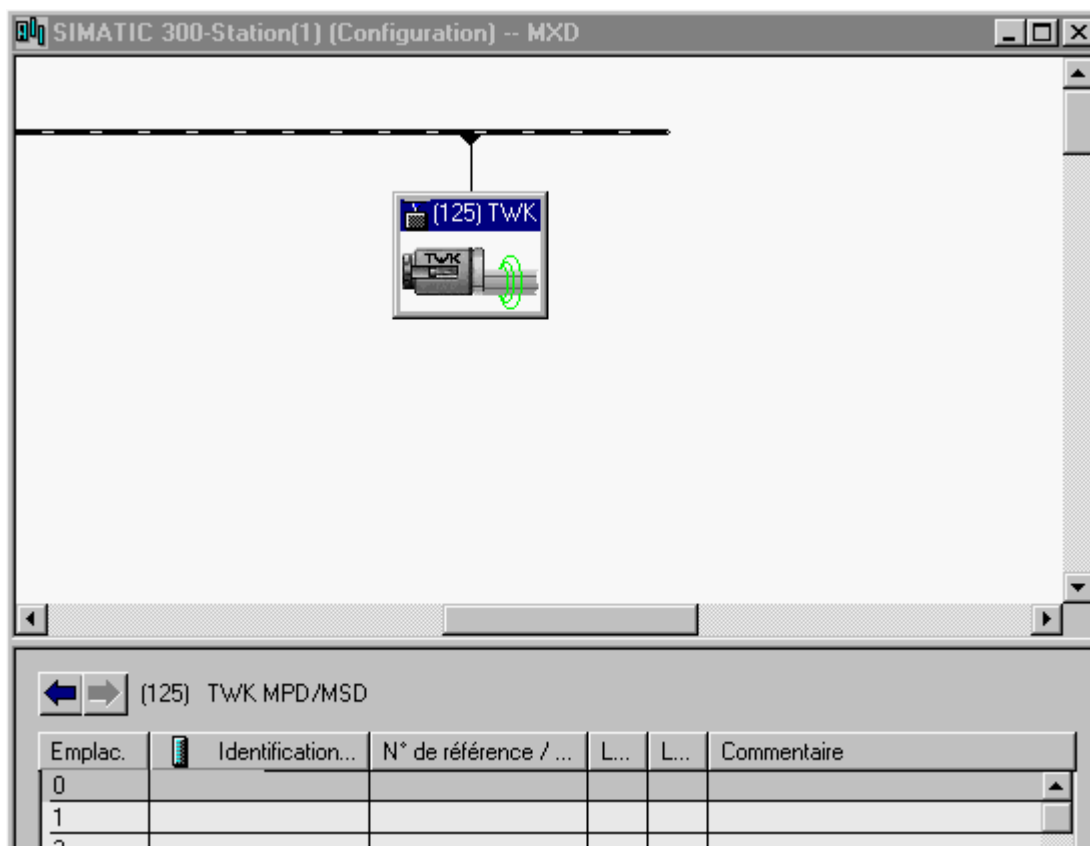 SIMATIC 300-Station(1) (Configuration) -- MXD
(125) TWK
TWK
(125) TWK MPD/MSD
Emplac. Identification... N° de référence / ... L... L... Commentaire
0
1